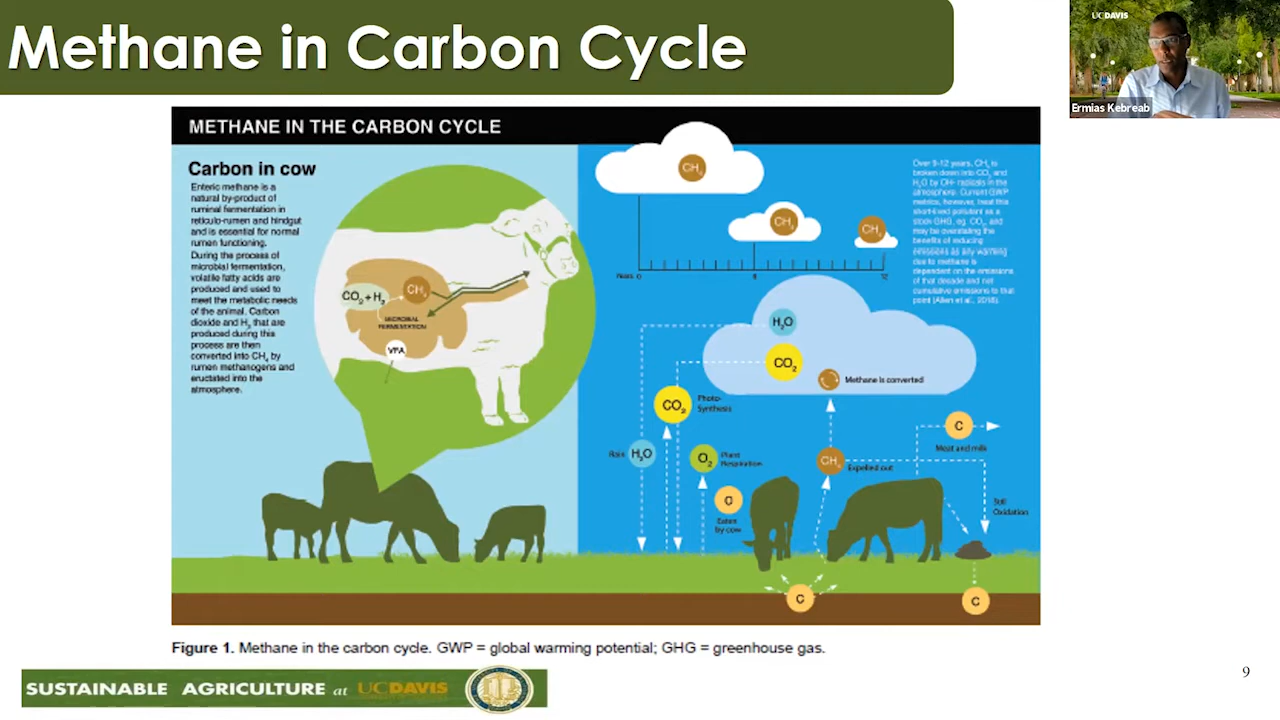 Methane in Carbon Cycle
UC DAVIS
Ermias Kebreab
METHANE IN THE CARBON CYCLE
Carbon in cow
Enteric methane is a
natural by-product of
ruminal fermentation in
reticulo-rumen and hindgut
and is essential for normal
rumen functioning.
During the process of
microbial fermentation,
volatile fatty acids are
produced and used to
meet the metabolic needs
of the animal. Carbon
dioxide and H₂ that are
produced during this
process are then
converted into CH₄ by
rumen methanogens and
eructated into the
atmosphere.
CO₂ + H₂
CH₄
MICROBIAL
FERMENTATION
VFA
CH₄
CH₄
CH₄
Years 0
6
12
Over 9-12 years, CH₄ is
broken down into CO₂ and
H₂O by OH- radicals in the
atmosphere. Current GWP
metrics, however, treat this
short-lived pollutant as a
stock GHG, eg. CO₂, and
may be overstating the
benefits of reducing
emissions as any warming
due to methane is
dependent on the emissions
of that decade and not
cumulative emissions to that
point (Allen et al., 2018).
H₂O
CO₂
Methane is converted
CO₂
Photo-
Synthesis
C
Meat and milk
Rain H₂O
O₂
Plant
Respiration
CH₄
Expelled out
C
Eaten
by cow
Soil
Oxidation
C
C
Figure 1. Methane in the carbon cycle. GWP = global warming potential; GHG = greenhouse gas.
SUSTAINABLE AGRICULTURE at UCDAVIS
9